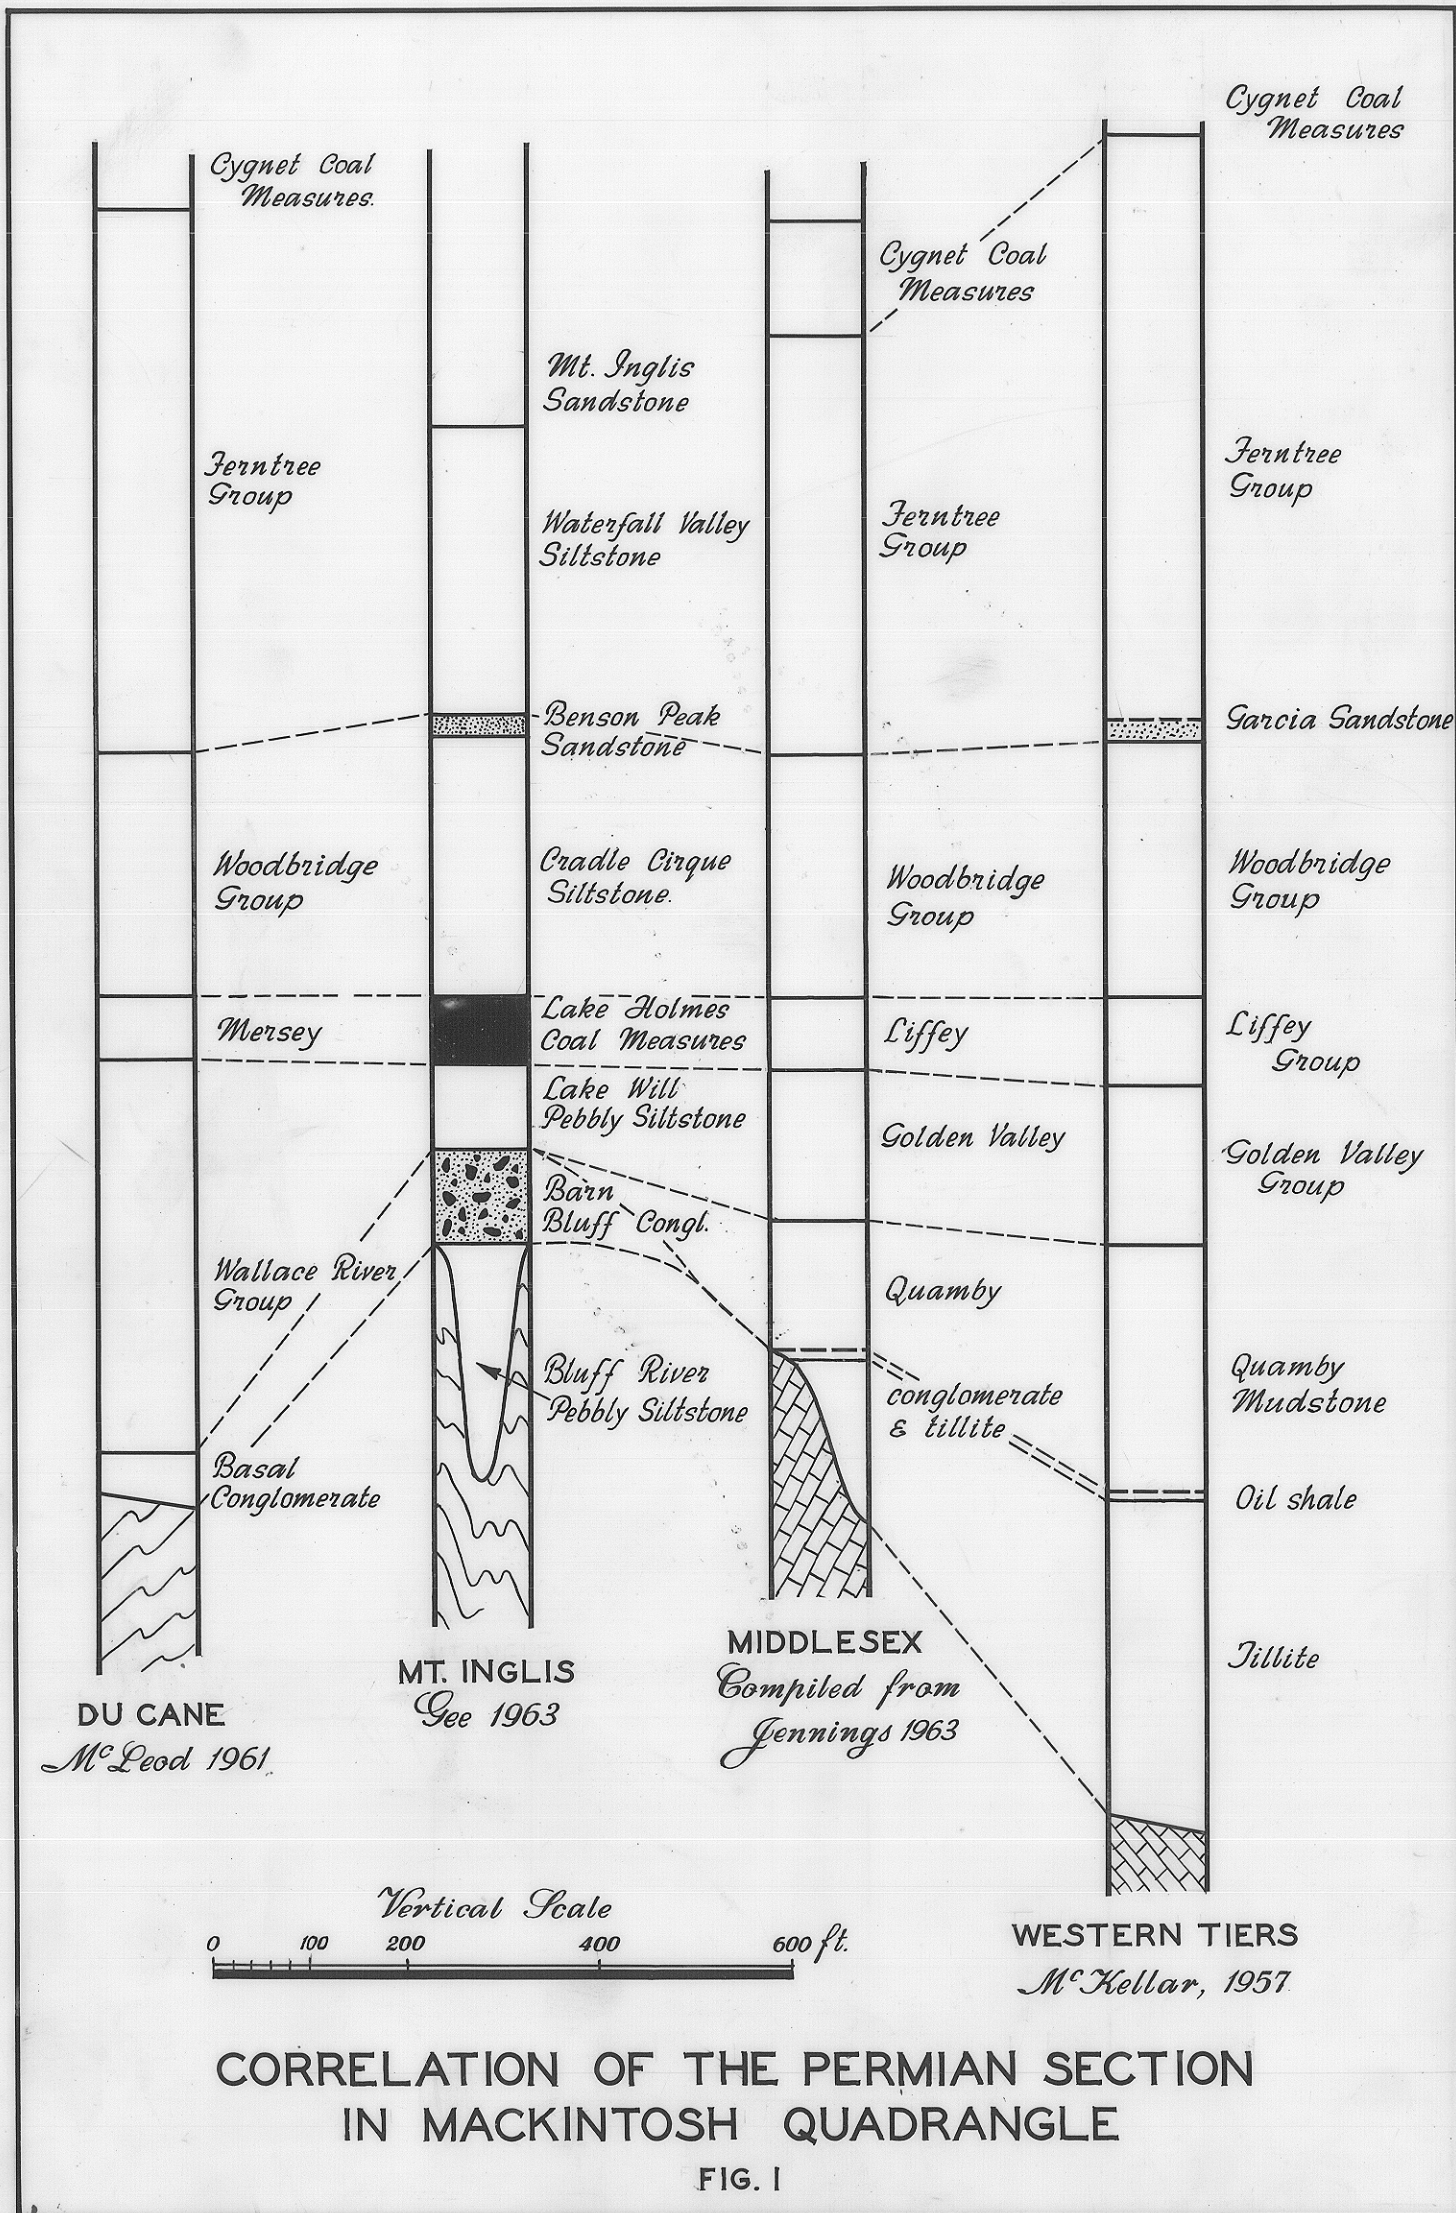 Cygnet Coal
Measures.
Ferntree
Group
Woodbridge
Group
Mersey
Wallace River
Group
Basal
Conglomerate
DU CANE
McLeod 1961
Mt. Inglis
Sandstone
Waterfall Valley
Siltstone
Benson Peak
Sandstone
Cradle Cirque
Siltstone.
Lake Holmes
Coal Measures
Lake Will
Pebbly Siltstone
Barn
Bluff Congl.
Bluff River
Pebbly Siltstone
MT. INGLIS
Gee 1963
Cygnet Coal
Measures
Ferntree
Group
Woodbridge
Group
Liffey
Golden Valley
Quamby
conglomerate
& tillite
MIDDLESEX
Compiled from
Jennings 1963
Cygnet Coal
Measures
Ferntree
Group
Garcia Sandstone
Woodbridge
Group
Liffey
Group
Golden Valley
Group
Quamby
Mudstone
Oil shale
Tillite
WESTERN TIERS
McKellar, 1957
Vertical Scale
0 100 200 400 600 ft.
CORRELATION OF THE PERMIAN SECTION
IN MACKINTOSH QUADRANGLE
FIG. I